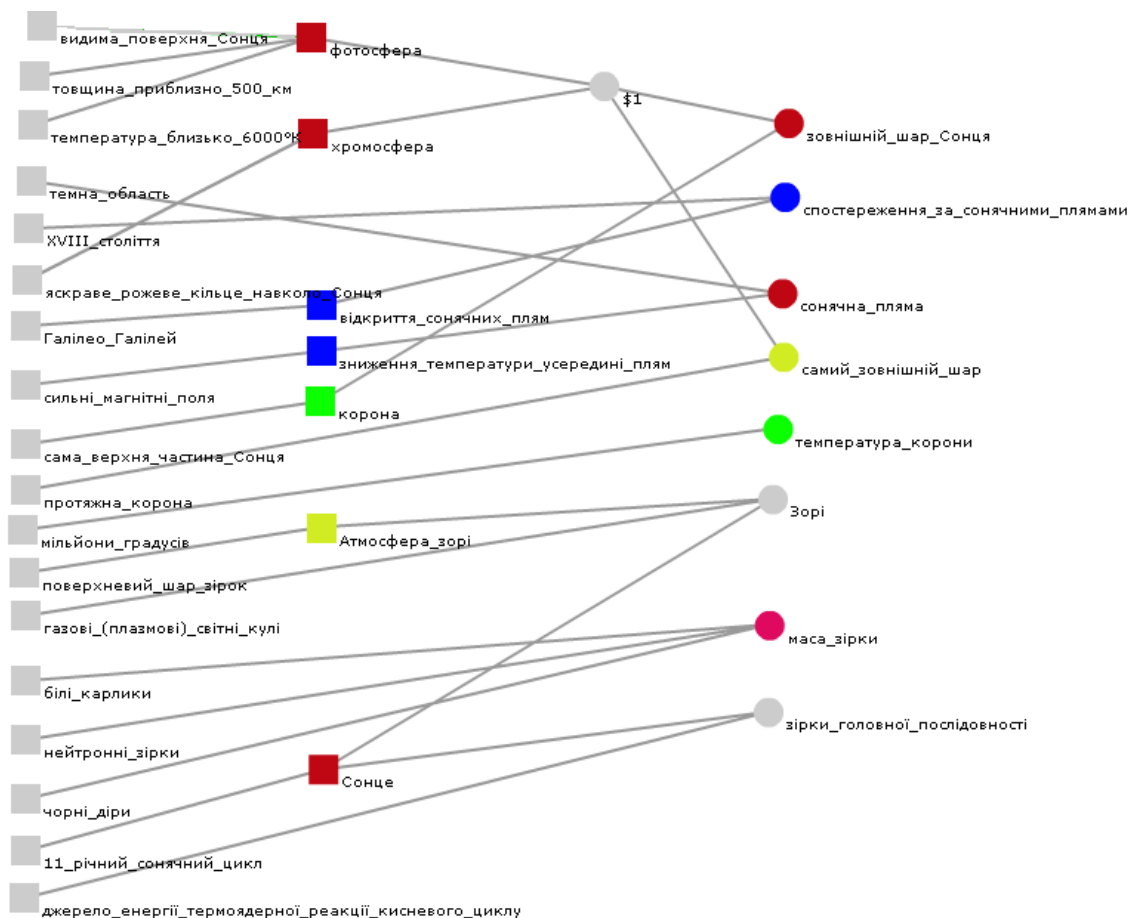 видима_поверхня_Сонця
фотосфера
товщина_приблизно_500_км
$1
температура_близько_6000°К
хромосфера
зовнішній_шар_Сонця
темна_область
спостереження_за_сонячними_плямами
XVIII_століття
яскраве_рожеве_кільце_навколо_Сонця
відкриття_сонячних_плям
сонячна_пляма
Галілео_Галілей
зниження_температури_усередині_плям
самий_зовнішній_шар
сильні_магнітні_поля
корона
температура_корони
сама_верхня_частина_Сонця
протяжна_корона
Зорі
мільйони_градусів
Атмосфера_зорі
поверхневий_шар_зірок
газові_(плазмові)_світні_кулі
маса_зірки
білі_карлики
зірки_головної_послідовності
нейтронні_зірки
Сонце
чорні_діри
11_річний_сонячний_цикл
джерело_енергії_термоядерної_реакції_кисневого_циклу